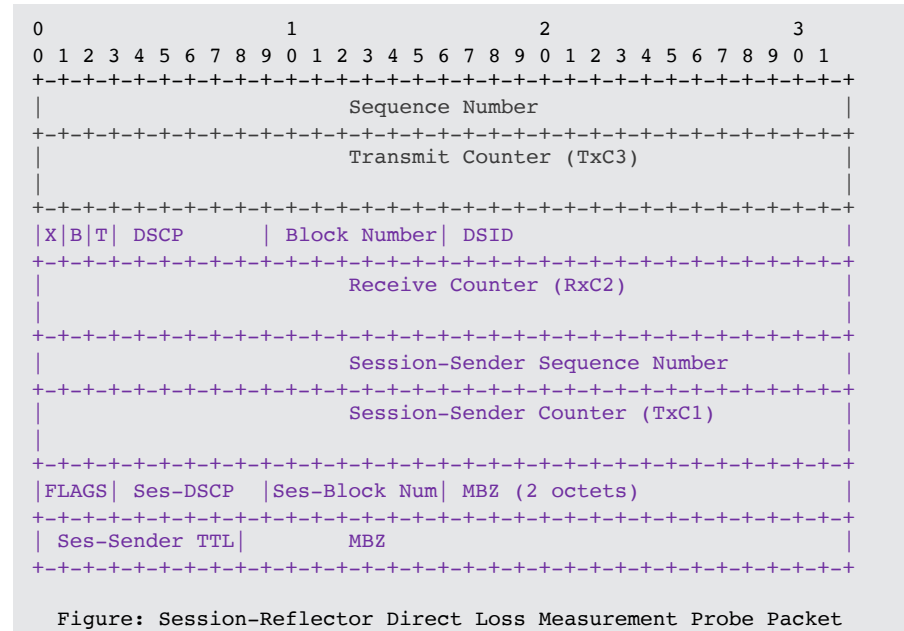 0                   1                   2                   3
0 1 2 3 4 5 6 7 8 9 0 1 2 3 4 5 6 7 8 9 0 1 2 3 4 5 6 7 8 9 0 1
+-+-+-+-+-+-+-+-+-+-+-+-+-+-+-+-+-+-+-+-+-+-+-+-+-+-+-+-+-+-+-+-+
|                        Sequence Number                        |
+-+-+-+-+-+-+-+-+-+-+-+-+-+-+-+-+-+-+-+-+-+-+-+-+-+-+-+-+-+-+-+-+
|                        Transmit Counter (TxC3)                |
|                                                               |
+-+-+-+-+-+-+-+-+-+-+-+-+-+-+-+-+-+-+-+-+-+-+-+-+-+-+-+-+-+-+-+-+
|X|B|T| DSCP      | Block Number| DSID                          |
+-+-+-+-+-+-+-+-+-+-+-+-+-+-+-+-+-+-+-+-+-+-+-+-+-+-+-+-+-+-+-+-+
|                        Receive Counter (RxC2)                 |
|                                                               |
+-+-+-+-+-+-+-+-+-+-+-+-+-+-+-+-+-+-+-+-+-+-+-+-+-+-+-+-+-+-+-+-+
|                        Session-Sender Sequence Number         |
+-+-+-+-+-+-+-+-+-+-+-+-+-+-+-+-+-+-+-+-+-+-+-+-+-+-+-+-+-+-+-+-+
|                        Session-Sender Counter (TxC1)          |
|                                                               |
+-+-+-+-+-+-+-+-+-+-+-+-+-+-+-+-+-+-+-+-+-+-+-+-+-+-+-+-+-+-+-+-+
|FLAGS| Ses-DSCP  |Ses-Block Num| MBZ (2 octets)                |
+-+-+-+-+-+-+-+-+-+-+-+-+-+-+-+-+-+-+-+-+-+-+-+-+-+-+-+-+-+-+-+-+
| Ses-Sender TTL|        MBZ                                    |
+-+-+-+-+-+-+-+-+-+-+-+-+-+-+-+-+-+-+-+-+-+-+-+-+-+-+-+-+-+-+-+-+
Figure: Session-Reflector Direct Loss Measurement Probe Packet